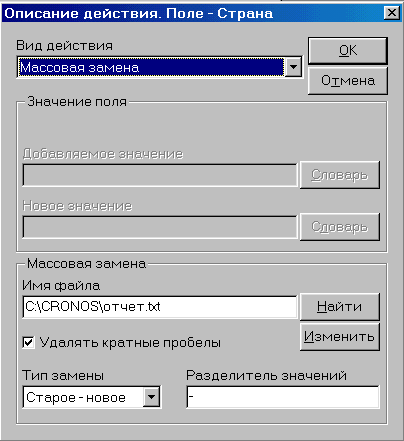 Описание действия. Поле - Страна
Вид действия
Массовая замена
OK
Отмена
Значение поля
Добавляемое значение
Словарь
Новое значение
Словарь
Массовая замена
Имя файла
C:\CRONOS\отчет.txt
Найти
Изменить
Удалять кратные пробелы
Тип замены
Разделитель значений
Старое - новое
-